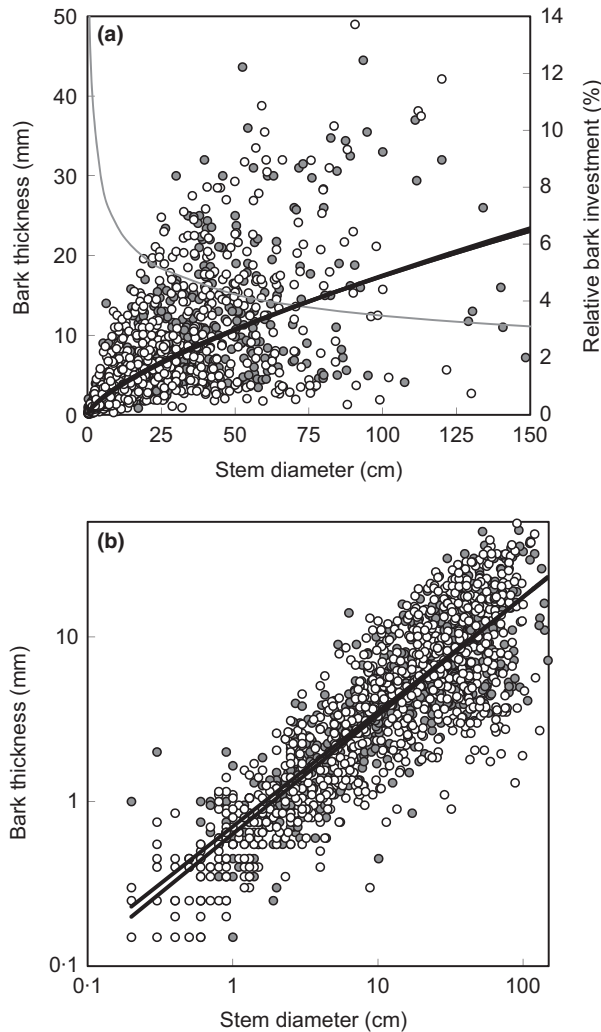 (a)
50
40
30
20
10
0
Bark thickness (mm)
14
12
10
8
6
4
2
0
Relative bark investment (%)
0 25 50 75 100 125 150
Stem diameter (cm)
(b)
10
1
0·1
Bark thickness (mm)
0·1 1 10 100
Stem diameter (cm)